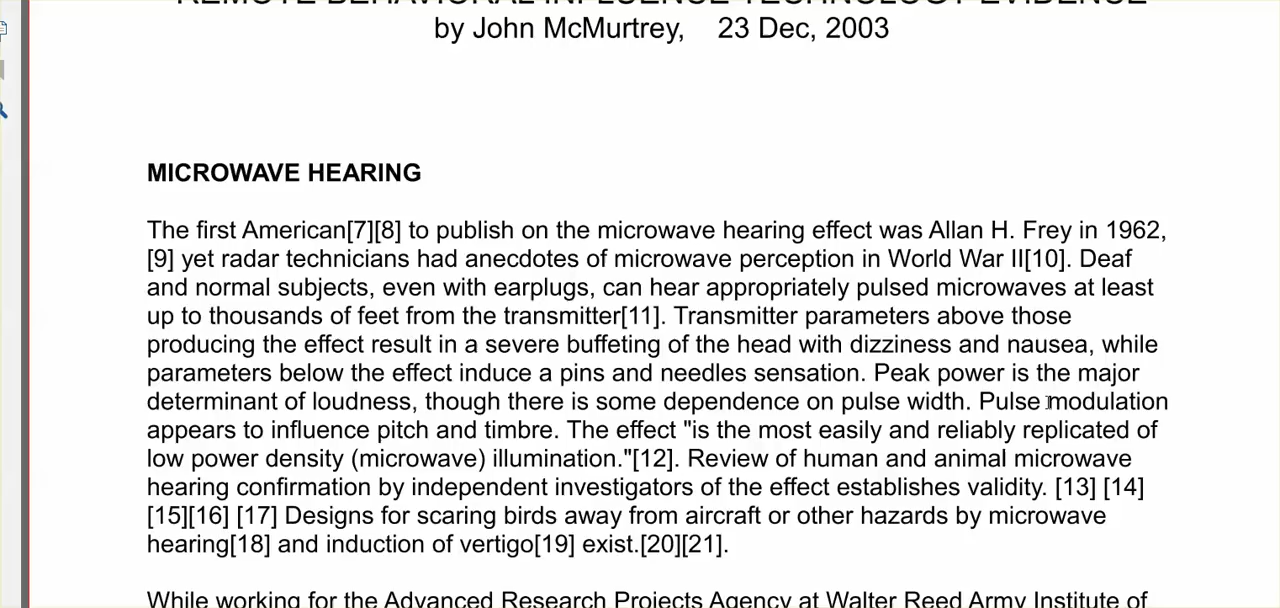 REMOTE BEHAVIORAL INFLUENCE TECHNOLOGY EVIDENCE
by John McMurtrey,    23 Dec, 2003
MICROWAVE HEARING
The first American[7][8] to publish on the microwave hearing effect was Allan H. Frey in 1962,
[9] yet radar technicians had anecdotes of microwave perception in World War II[10]. Deaf
and normal subjects, even with earplugs, can hear appropriately pulsed microwaves at least
up to thousands of feet from the transmitter[11]. Transmitter parameters above those
producing the effect result in a severe buffeting of the head with dizziness and nausea, while
parameters below the effect induce a pins and needles sensation. Peak power is the major
determinant of loudness, though there is some dependence on pulse width. Pulse modulation
appears to influence pitch and timbre. The effect "is the most easily and reliably replicated of
low power density (microwave) illumination."[12]. Review of human and animal microwave
hearing confirmation by independent investigators of the effect establishes validity. [13] [14]
[15][16] [17] Designs for scaring birds away from aircraft or other hazards by microwave
hearing[18] and induction of vertigo[19] exist.[20][21].
While working for the Advanced Research Projects Agency at Walter Reed Army Institute of